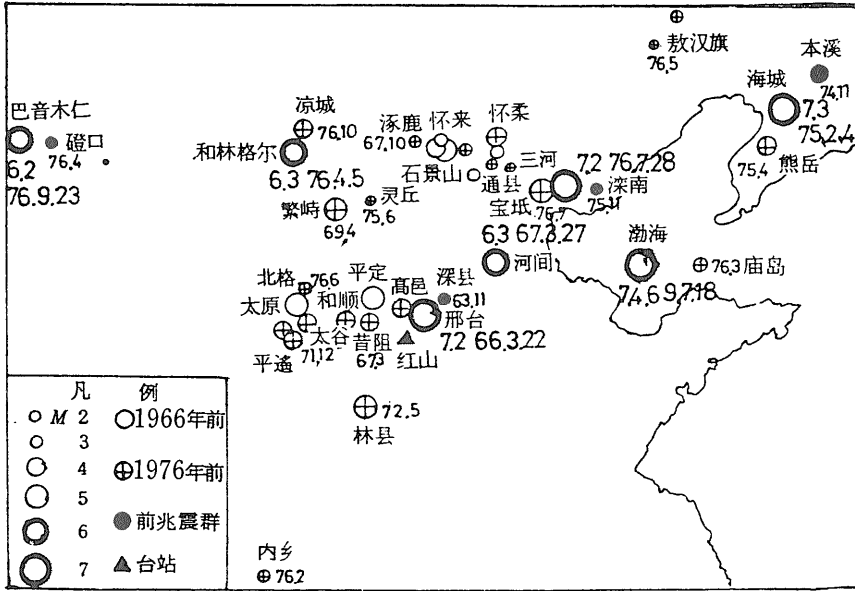 敖汉旗
76,5
本溪
74,11
海城
7.3
75,2,4
75,4
熊岳
巴音木仁
磴口
76,4
6.2
76.9.23
凉城
76,10
和林格尔
6.3 76.4.5
涿鹿
67,10
怀来
怀柔
石景山
三河
通县
7.2 76.7.28
宝坻
76,7
滦南
75,11
繁峙
69,4
灵丘
75,6
6.3 67.3.27
河间
渤海
7.4 69.7.18
76,3 庙岛
北格
76,6
太原
平定
和顺
高邑
深县
63,11
邢台
7.2 66.3.22
太谷
昔阳
平遥
71,12
67,3
红山
72,5
林县
内乡
76,2
凡 例
M 2
3
4
5
6
7
1966年前
1976年前
前兆震群
台站